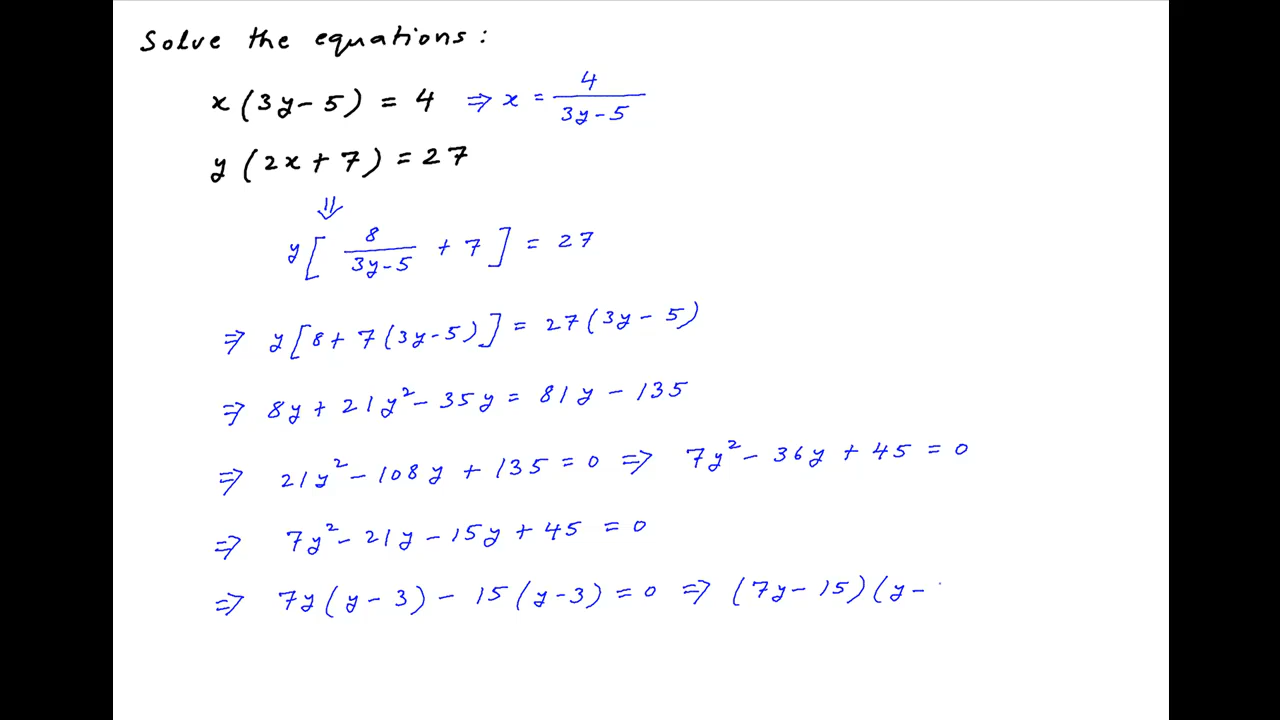 Solve the equations:
x(3y-5) = 4 ⇒ x = 4/(3y-5)
y(2x+7) = 27
⇓
y[8/(3y-5) + 7] = 27
⇒ y[8+7(3y-5)] = 27(3y-5)
⇒ 8y + 21y² - 35y = 81y - 135
⇒ 21y² - 108y + 135 = 0 ⇒ 7y² - 36y + 45 = 0
⇒ 7y² - 21y - 15y + 45 = 0
⇒ 7y(y-3) - 15(y-3) = 0 ⇒ (7y-15)(y-